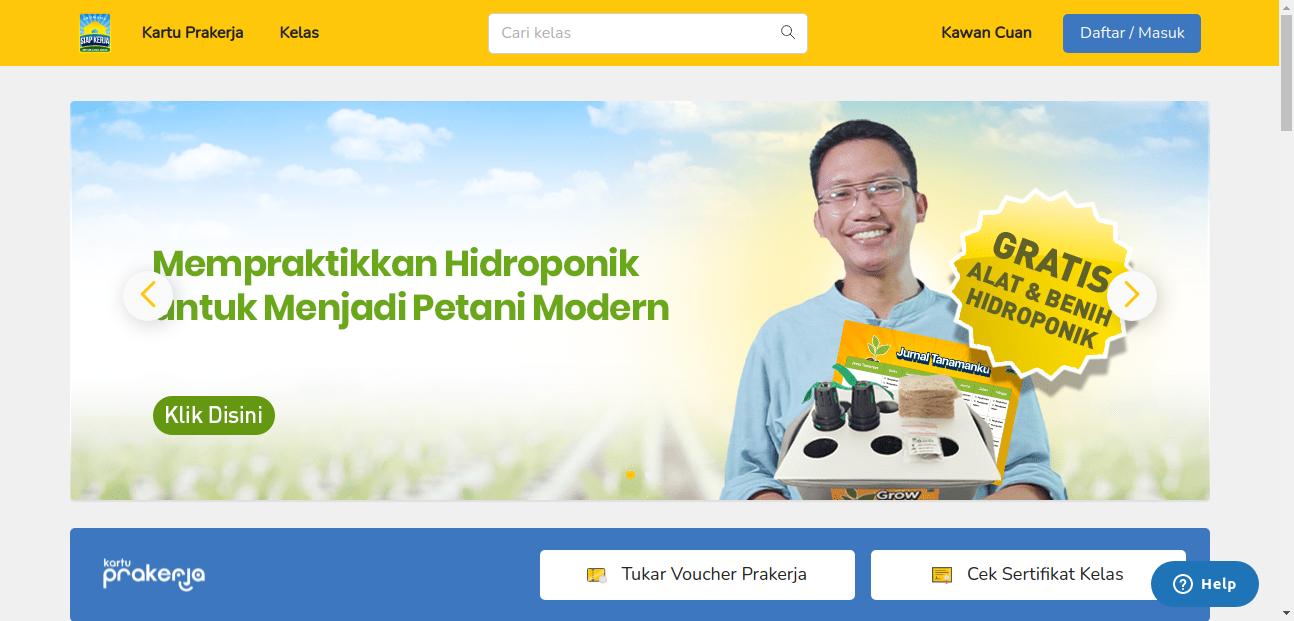 SIAP KERJA
Kartu Prakerja
Kelas
Cari kelas
Kawan Cuan
Daftar / Masuk
Mempraktikkan Hidroponik
untuk Menjadi Petani Modern
Klik Disini
GRATIS
ALAT & BENIH
HIDROPONIK
Jurnal Tanamanku
Grow
kartu
prakerja
Tukar Voucher Prakerja
Cek Sertifikat Kelas
Help